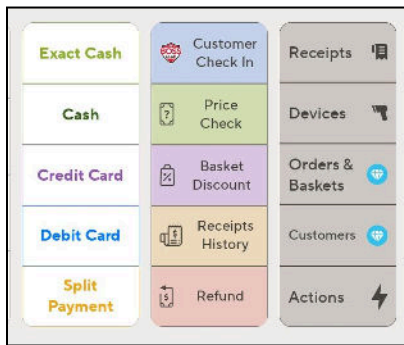 Exact Cash
Cash
Credit Card
Debit Card
Split
Payment
BOSS
Customer
Check In
Price
Check
Basket
Discount
Receipts
History
Refund
Receipts
Devices
Orders &
Baskets
Customers
Actions